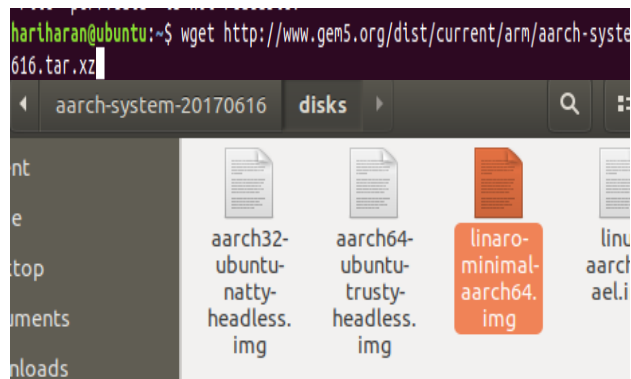 hariharan@ubuntu:~$ wget http://www.gem5.org/dist/current/arm/aarch-syste
616.tar.xz
aarch-system-20170616 disks
aarch32-
ubuntu-
natty-
headless.
img
aarch64-
ubuntu-
trusty-
headless.
img
linaro-
minimal-
aarch64.
img
linu
aarch
ael.i
nt
e
top
uments
nloads